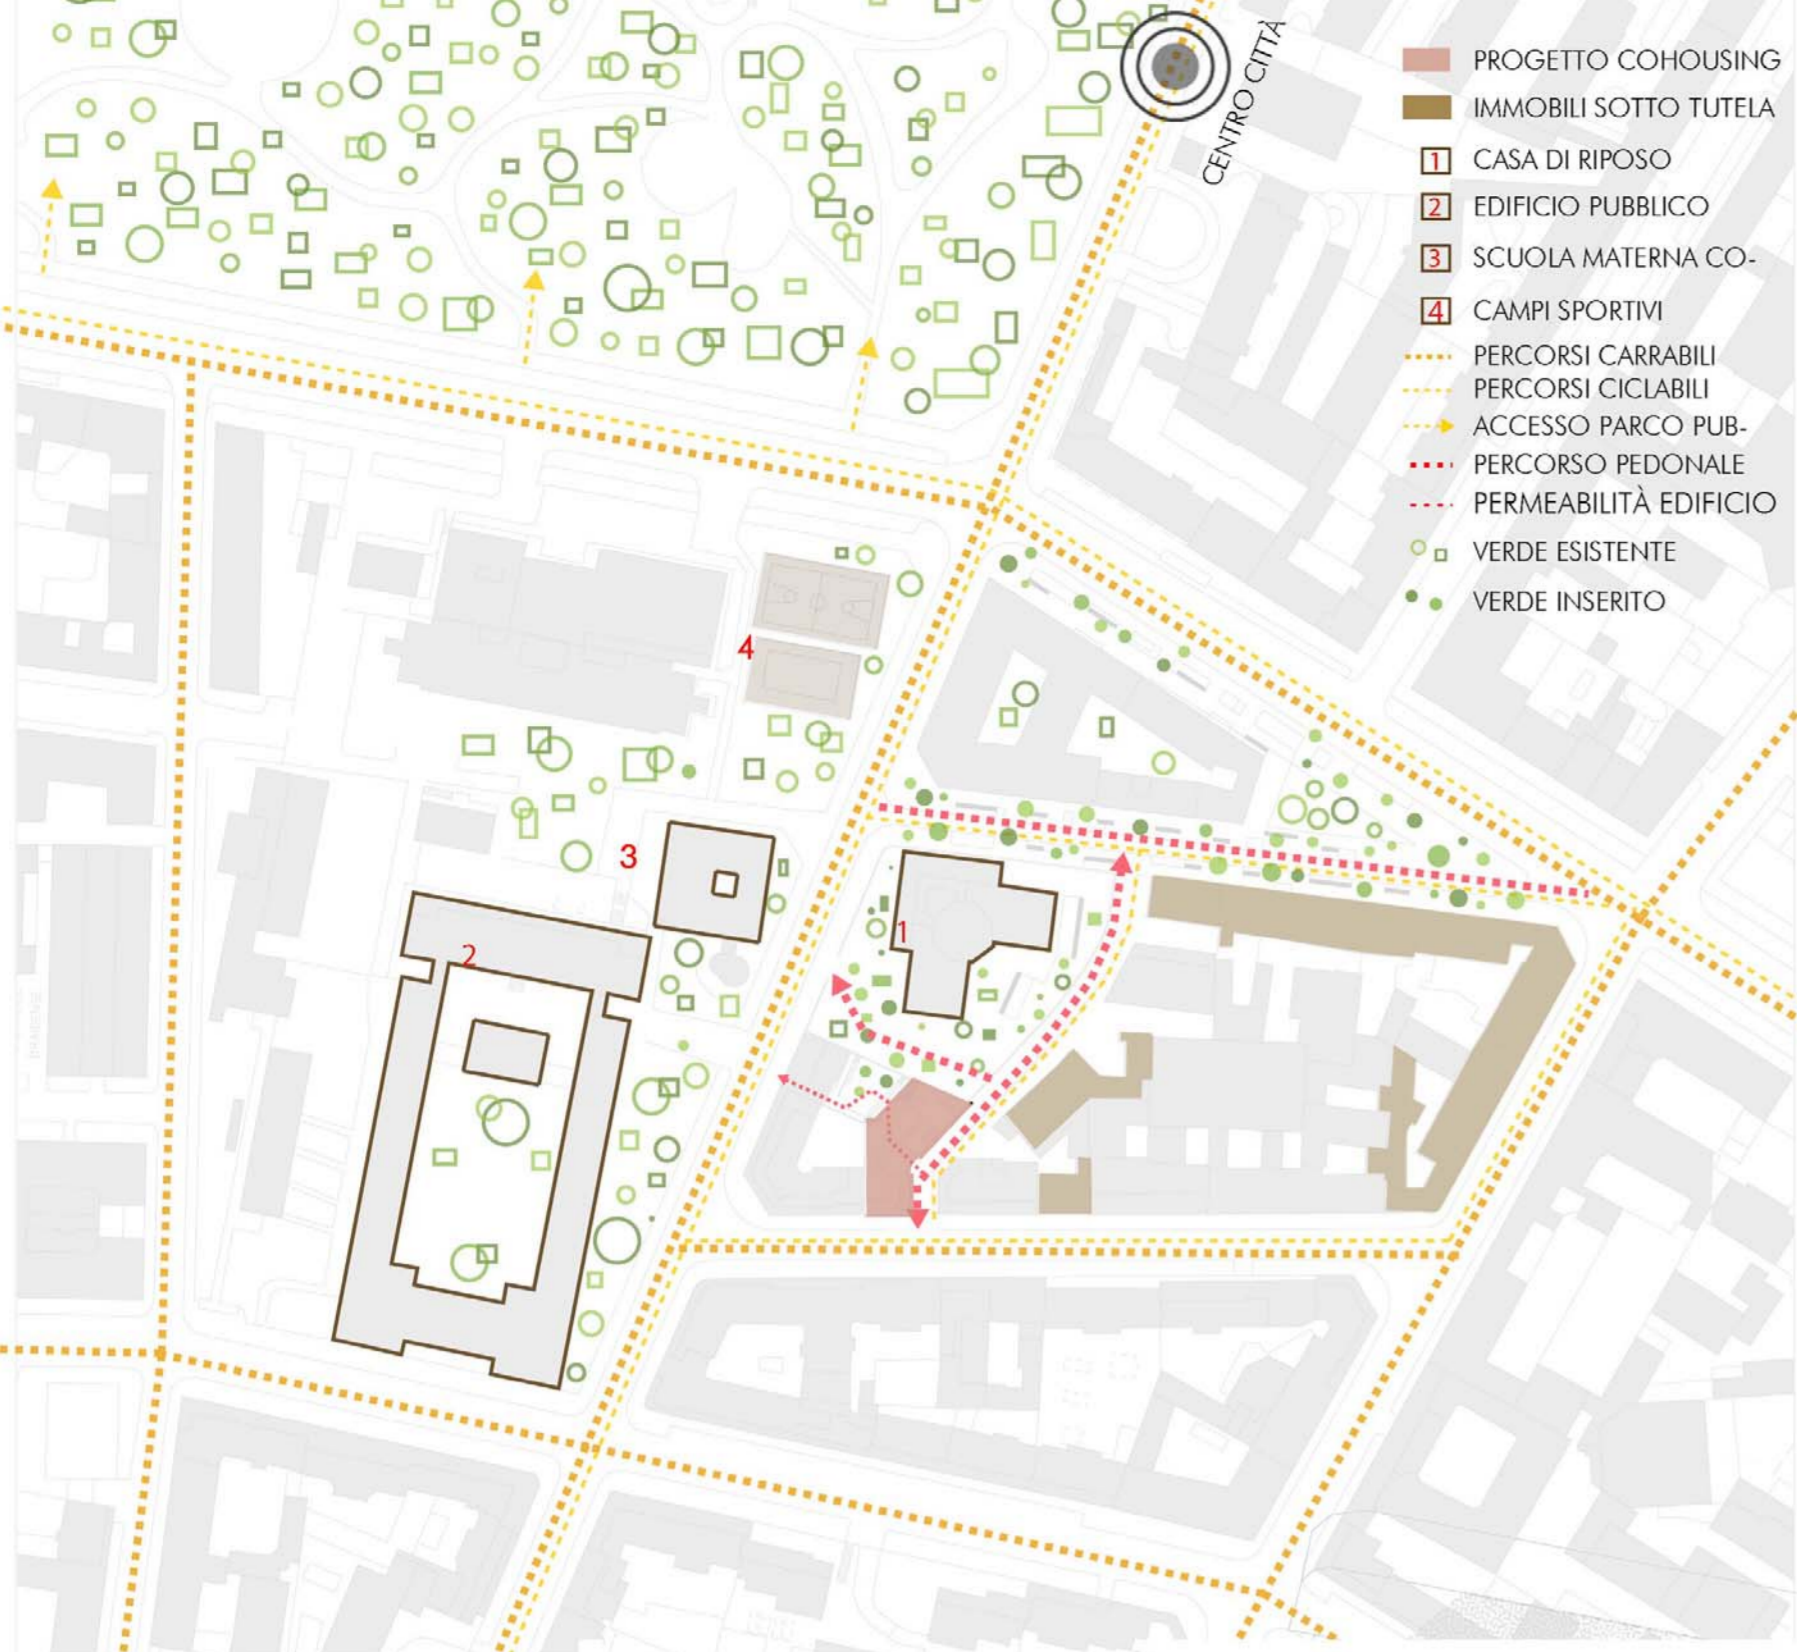 CENTRO CITTÀ
PROGETTO COHOUSING
IMMOBILI SOTTO TUTELA
1 CASA DI RIPOSO
2 EDIFICIO PUBBLICO
3 SCUOLA MATERNA CO-
4 CAMPI SPORTIVI
PERCORSI CARRABILI
PERCORSI CICLABILI
ACCESSO PARCO PUB-
PERCORSO PEDONALE
PERMEABILITÀ EDIFICIO
VERDE ESISTENTE
VERDE INSERITO
4
3
1
2